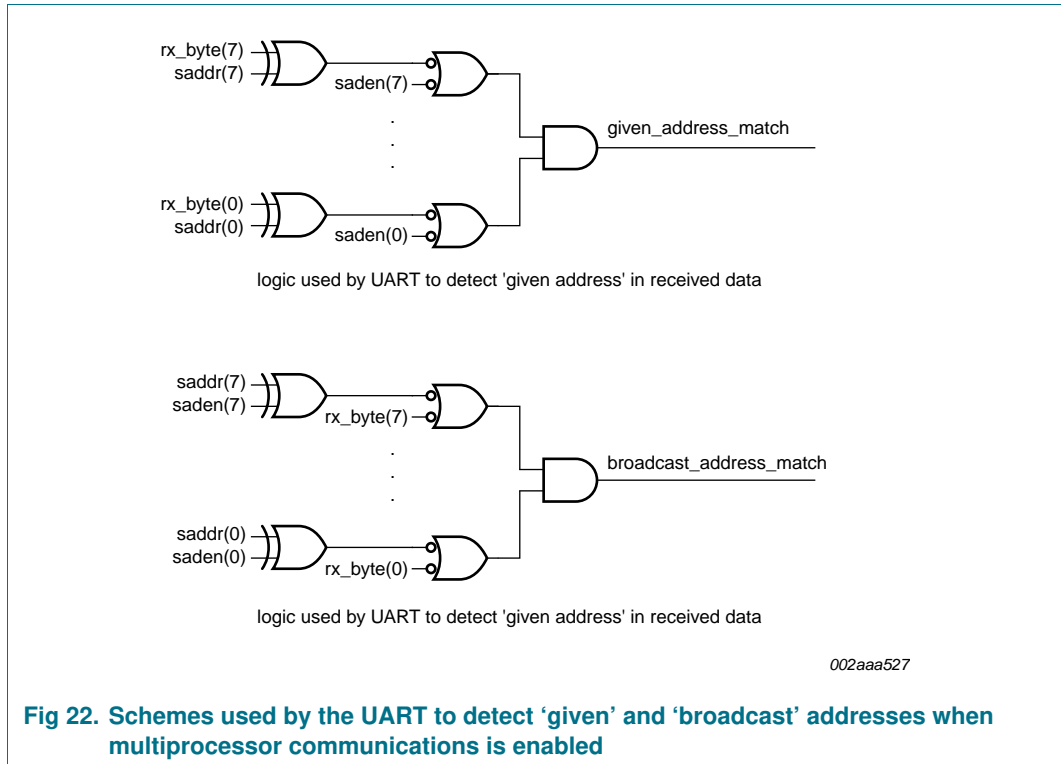 rx_byte(7)
saddr(7)
saden(7)
.
.
.
given_address_match
rx_byte(0)
saddr(0)
saden(0)
logic used by UART to detect 'given address' in received data
saddr(7)
saden(7)
rx_byte(7)
.
.
.
broadcast_address_match
saddr(0)
saden(0)
rx_byte(0)
logic used by UART to detect 'given address' in received data
002aaa527
Fig 22. Schemes used by the UART to detect ‘given’ and ‘broadcast’ addresses when
multiprocessor communications is enabled